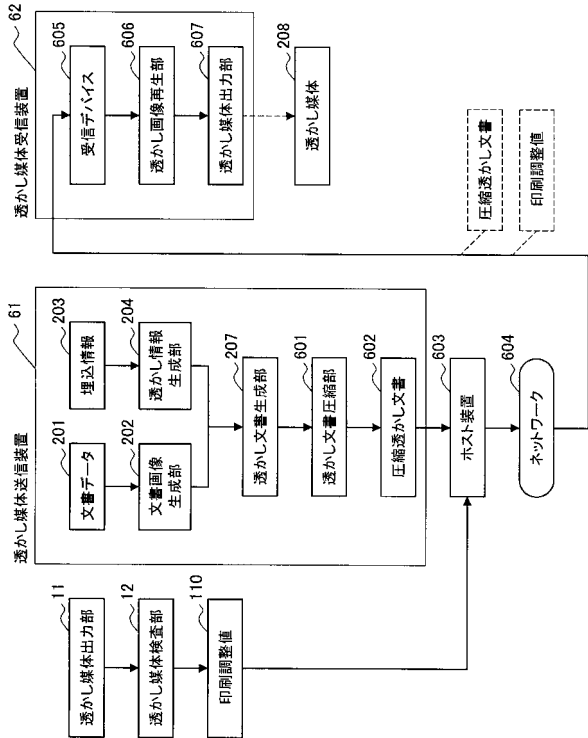 11
透かし媒体出力部
12
透かし媒体検査部
110
印刷調整値
透かし媒体送信装置
61
201
文書データ
203
埋込情報
202
文書画像
生成部
204
透かし情報
生成部
207
透かし文書生成部
601
透かし文書圧縮部
602
圧縮透かし文書
603
ホスト装置
604
ネットワーク
圧縮透かし文書
印刷調整値
透かし媒体受信装置
62
605
受信デバイス
606
透かし画像再生部
607
透かし媒体出力部
208
透かし媒体